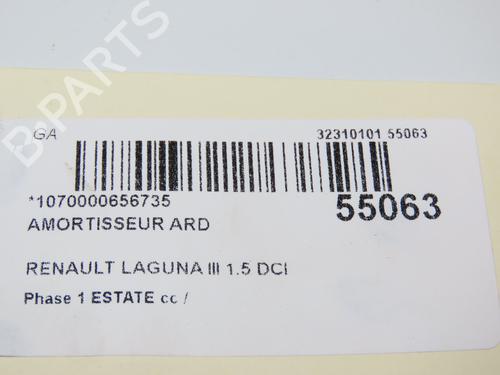 GA
32310101 55063
*1070000656735
55063
AMORTISSEUR ARD
RENAULT LAGUNA III 1.5 DCI
Phase 1 ESTATE cc /
B-PARTS